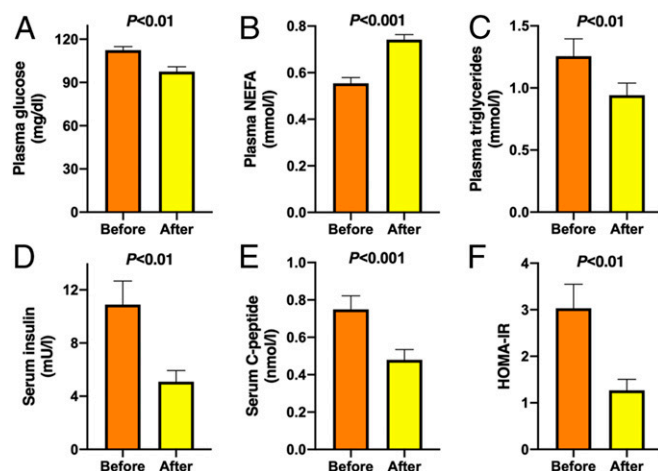 A
P<0.01
Plasma glucose
(mg/dl)
120
90
60
30
0
Before After
B
P<0.001
Plasma NEFA
(mmol/l)
0.8
0.6
0.4
0.2
0.0
Before After
C
P<0.01
Plasma triglycerides
(mmol/l)
1.5
1.0
0.5
0.0
Before After
D
P<0.01
Serum insulin
(mU/l)
12
8
4
0
Before After
E
P<0.001
Serum C-peptide
(nmol/l)
1.0
0.8
0.6
0.4
0.2
0.0
Before After
F
P<0.01
HOMA-IR
4
3
2
1
0
Before After